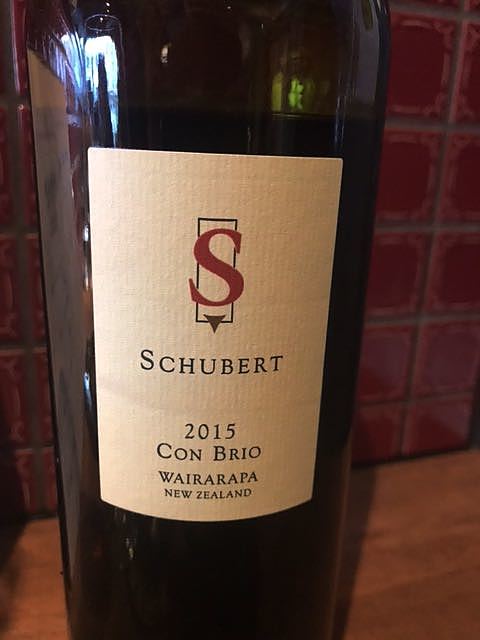 S
SCHUBERT
2015
CON BRIO
WAIRARAPA
NEW ZEALAND